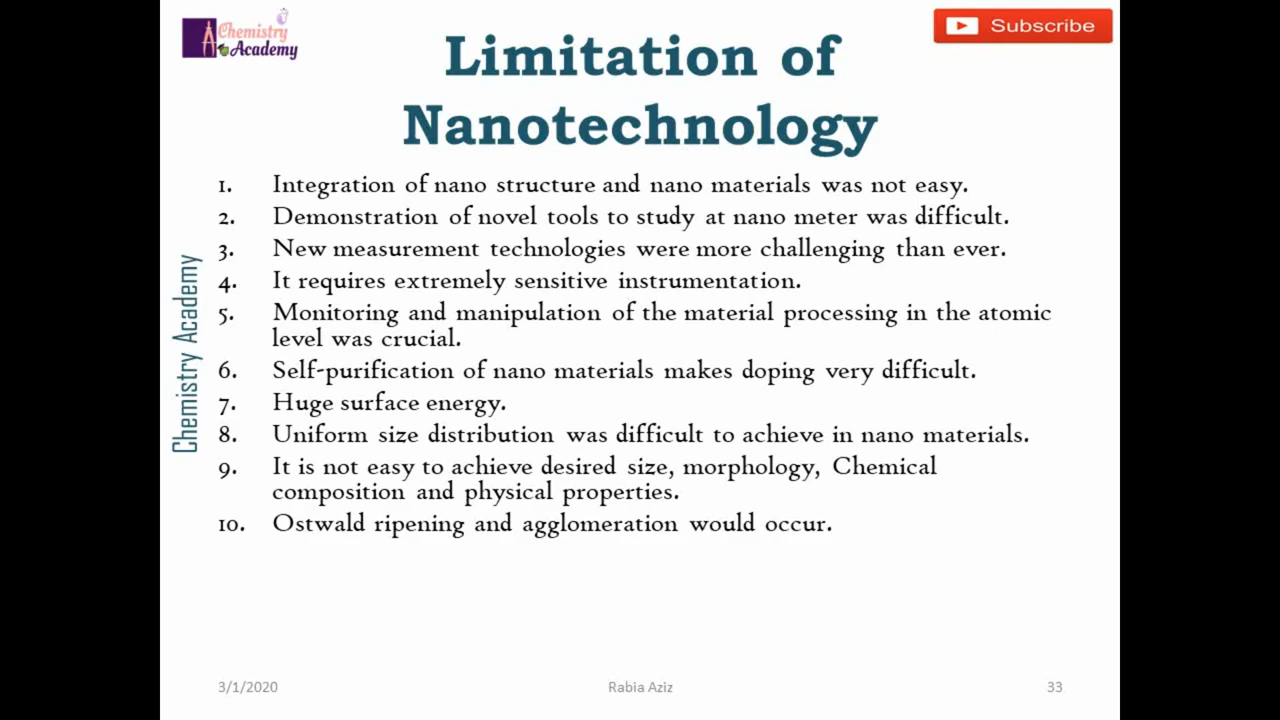 Chemistry
Academy
Subscribe
Limitation of
Nanotechnology
1. Integration of nano structure and nano materials was not easy.
2. Demonstration of novel tools to study at nano meter was difficult.
3. New measurement technologies were more challenging than ever.
4. It requires extremely sensitive instrumentation.
5. Monitoring and manipulation of the material processing in the atomic
level was crucial.
6. Self-purification of nano materials makes doping very difficult.
7. Huge surface energy.
8. Uniform size distribution was difficult to achieve in nano materials.
9. It is not easy to achieve desired size, morphology, Chemical
composition and physical properties.
10. Ostwald ripening and agglomeration would occur.
Chemistry Academy
3/1/2020
Rabia Aziz
33